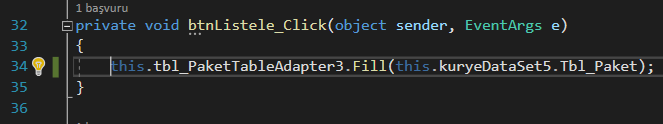 1 başvuru
32 private void btnListele_Click(object sender, EventArgs e)
33 {
34 this.tbl_PaketTableAdapter3.Fill(this.kuryeDataSet5.Tbl_Paket);
35 }
36